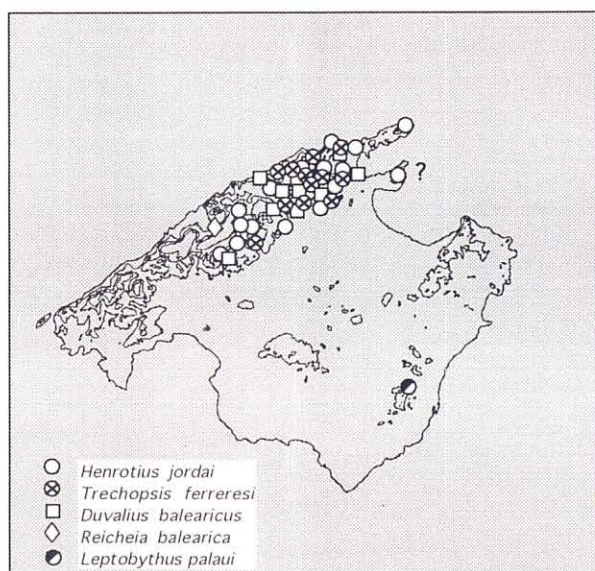 ?
Henrotius jordai
Trechopsis ferreresi
Duvalius balearicus
Reicheia balearica
Leptobythus palaui